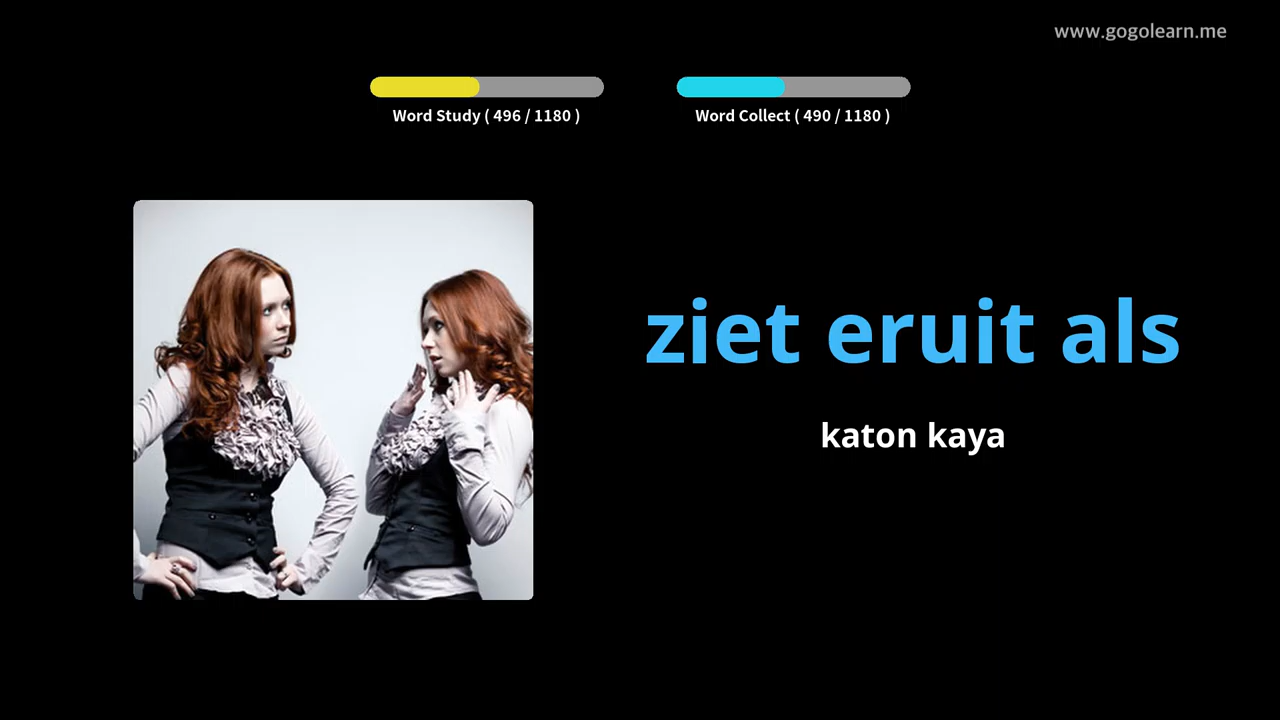 www.gogolearn.me
Word Study ( 496 / 1180 )
Word Collect ( 490 / 1180 )
ziet eruit als
katon kaya